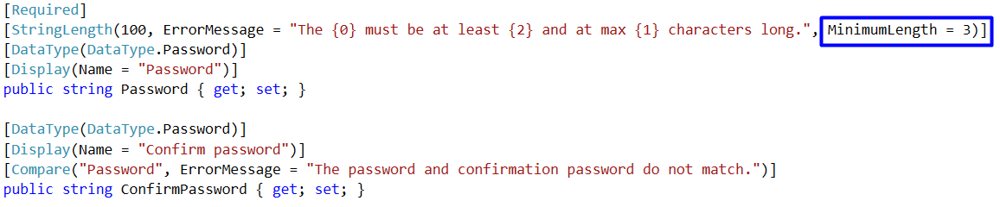 [Required]
[StringLength(100, ErrorMessage = "The {0} must be at least {2} and at max {1} characters long.", MinimumLength = 3)]
[DataType(DataType.Password)]
[Display(Name = "Password")]
public string Password { get; set; }
[DataType(DataType.Password)]
[Display(Name = "Confirm password")]
[Compare("Password", ErrorMessage = "The password and confirmation password do not match.")]
public string ConfirmPassword { get; set; }